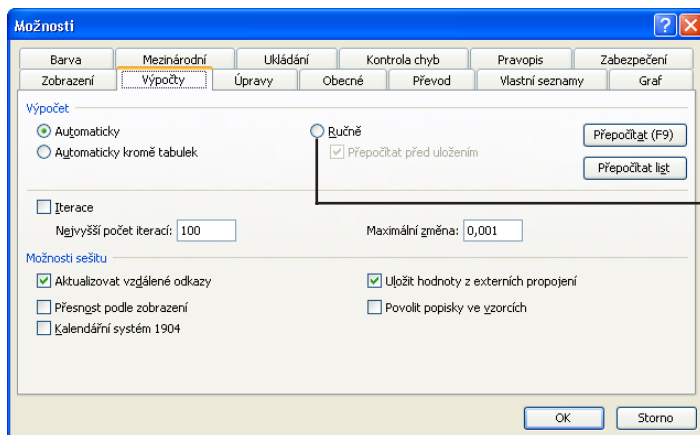 Možnosti
Barva Mezinárodní Ukládání Kontrola chyb Pravopis Zabezpečení
Zobrazení Výpočty Úpravy Obecné Převod Vlastní seznamy Graf
Výpočet
Automaticky Ručně Přepočítat (F9)
Automaticky kromě tabulek Přepočítat před uložením
Přepočítat list
Iterace
Nejvyšší počet iterací: 100 Maximální změna: 0,001
Možnosti sešitu
Aktualizovat vzdálené odkazy Uložit hodnoty z externích propojení
Přesnost podle zobrazení Povolit popisky ve vzorcích
Kalendářní systém 1904
OK Storno